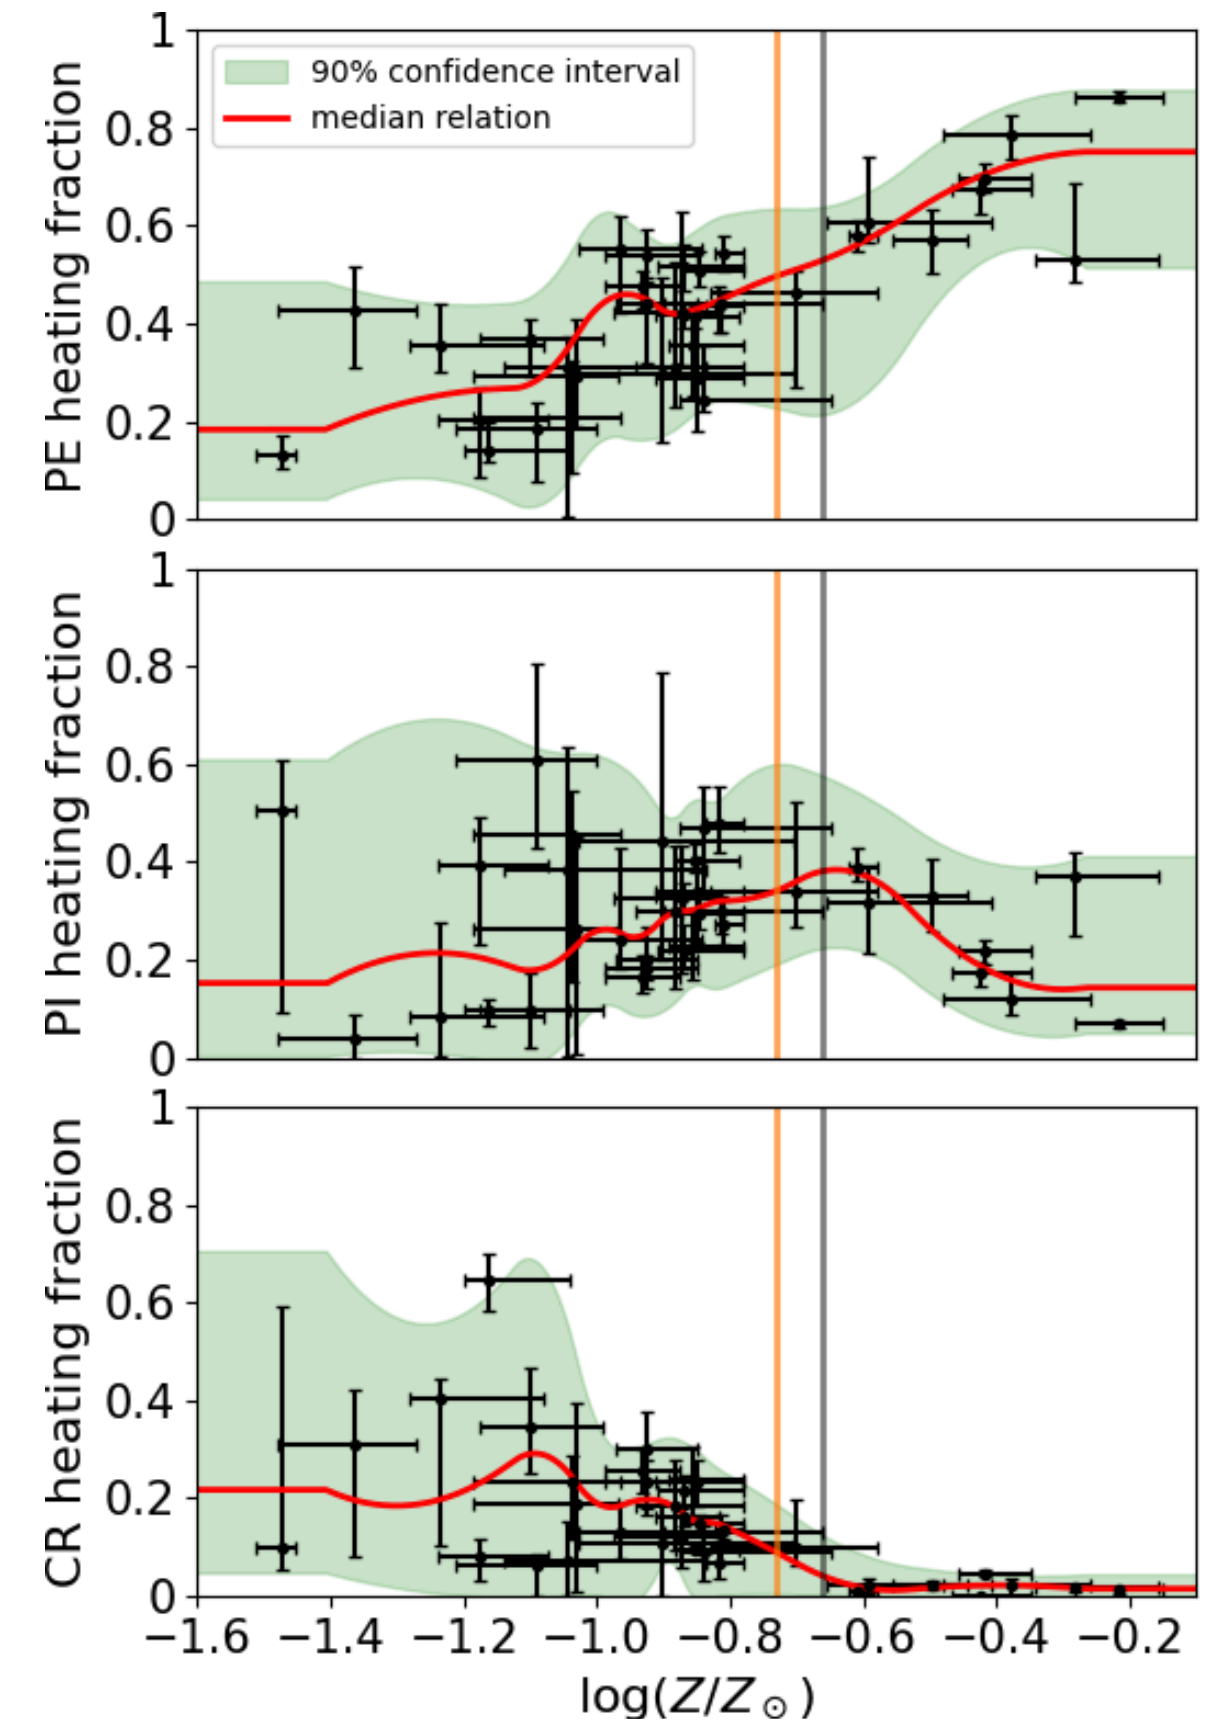 1
90% confidence interval
median relation
0.8
0.6
0.4
0.2
0
PE heating fraction
1
0.8
0.6
0.4
0.2
0
PI heating fraction
1
0.8
0.6
0.4
0.2
0
CR heating fraction
−1.6 −1.4 −1.2 −1.0 −0.8 −0.6 −0.4 −0.2
log(Z/Z⊙)